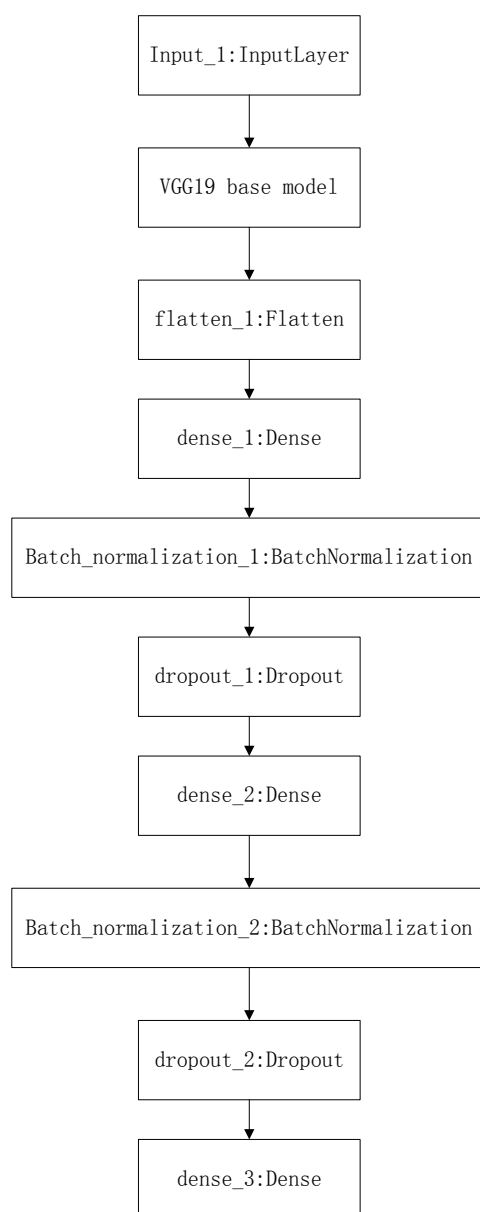 Input_1:InputLayer
VGG19 base model
flatten_1:Flatten
dense_1:Dense
Batch_normalization_1:BatchNormalization
dropout_1:Dropout
dense_2:Dense
Batch_normalization_2:BatchNormalization
dropout_2:Dropout
dense_3:Dense